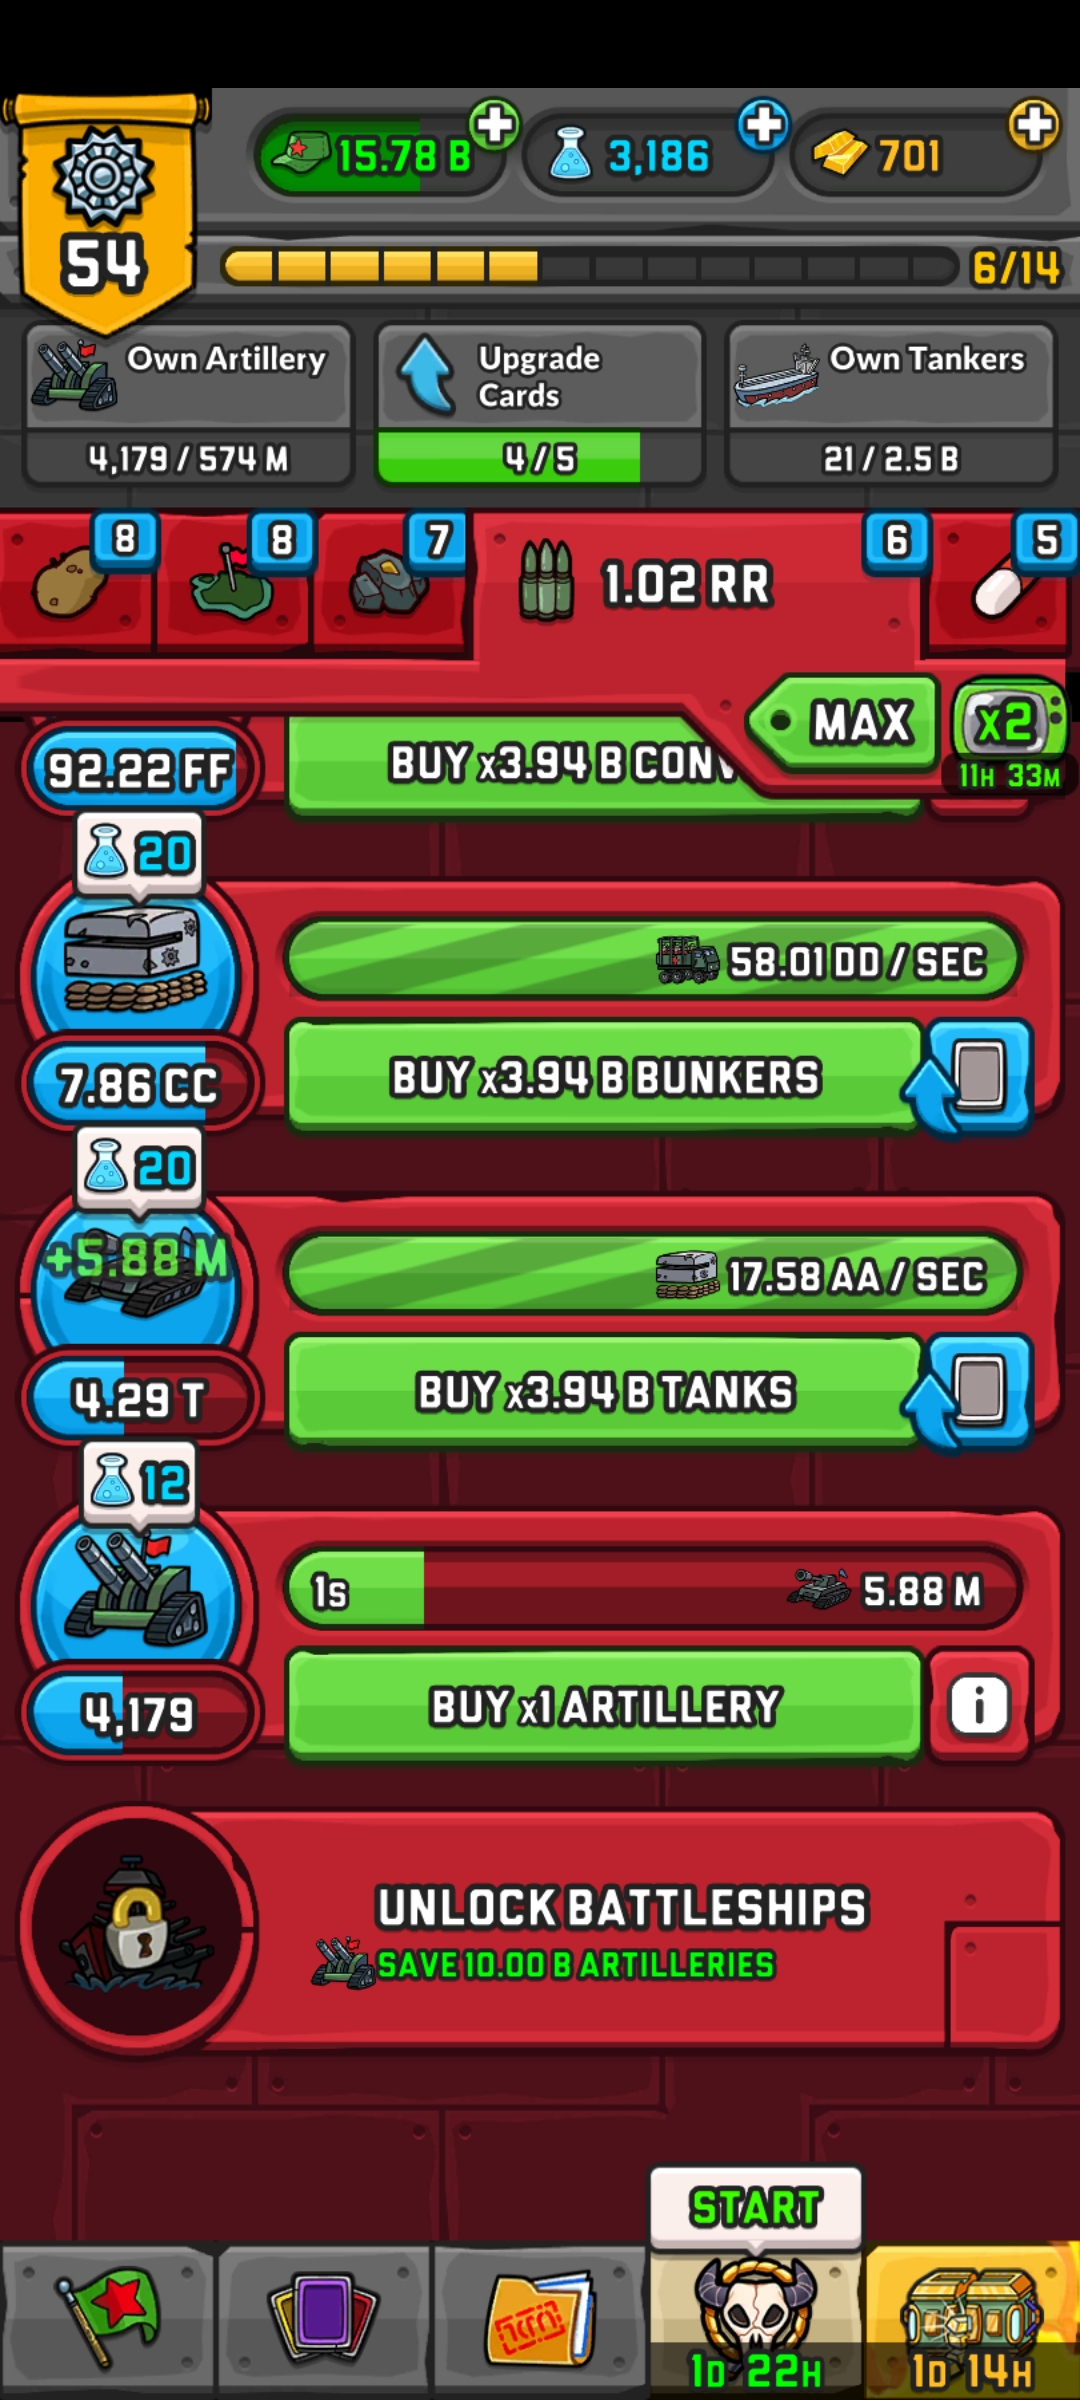 54
15.78 B
3,186
701
6/14
Own Artillery
4,179 / 574 M
Upgrade
Cards
4 / 5
Own Tankers
21 / 2.5 B
8
8
7
1.02 RR
6
5
MAX
x2
11H 33M
92.22 FF
BUY x3.94 B CONV
20
58.01 DD / SEC
7.86 CC
BUY x3.94 B BUNKERS
20
+5.88 M
17.58 AA / SEC
4.29 T
BUY x3.94 B TANKS
12
1s
5.88 M
4,179
BUY x1 ARTILLERY
i
UNLOCK BATTLESHIPS
SAVE 10.00 B ARTILLERIES
START
1D 22H
1D 14H